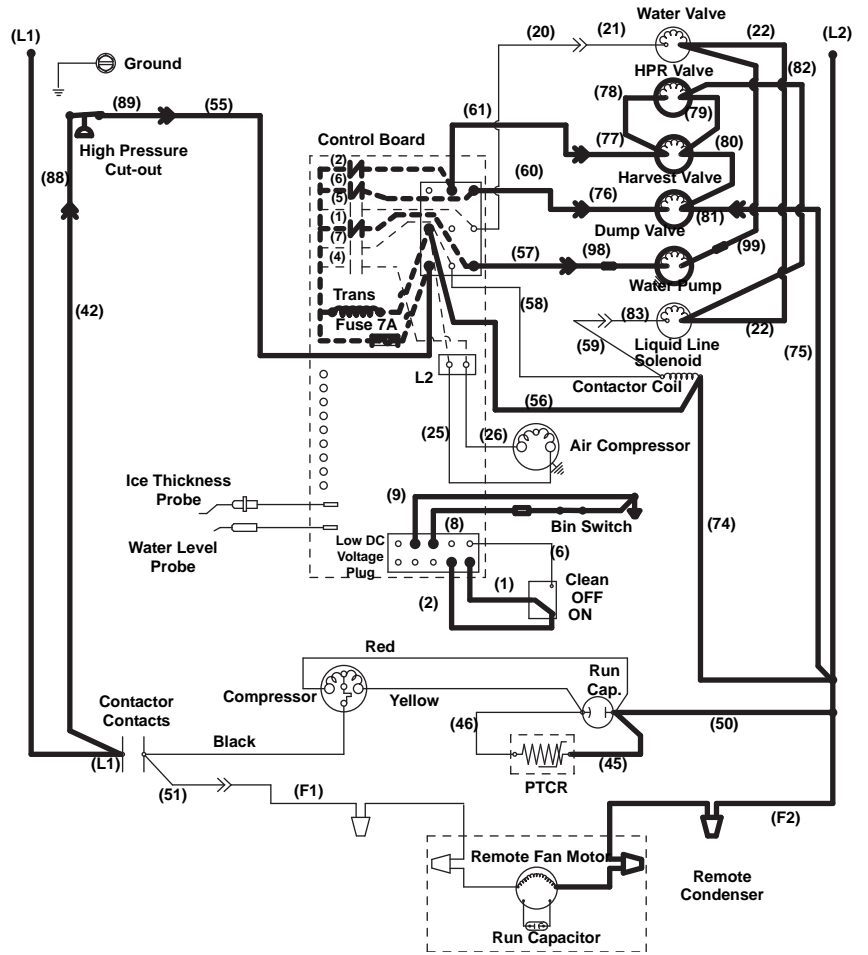 Water Valve
(L1)
(20)
(21)
(22)
(L2)
Ground
HPR Valve
(82)
(89)
(55)
(61)
(78)
(79)
Control Board
(77)
(80)
High Pressure
Cut-out
(2)
(6)
(5)
(60)
Harvest Valve
(88)
(76)
(1)
(7)
(4)
Dump Valve
(81)
(57)
(98)
(99)
Water Pump
(42)
Trans
Fuse 7A
(58)
(83)
(22)
(59)
Liquid Line
Solenoid
(75)
L2
Contactor Coil
(56)
(25)
(26)
Air Compressor
Ice Thickness
Probe
(9)
(8)
Bin Switch
(74)
Water Level
Probe
Low DC
Voltage
Plug
(6)
(1)
(2)
Clean
OFF
ON
Red
Run
Cap.
Compressor
Yellow
Contactor
Contacts
(46)
(50)
Black
(L1)
(45)
(51)
PTCR
(F1)
(F2)
Remote Fan Motor
Remote
Condenser
Run Capacitor